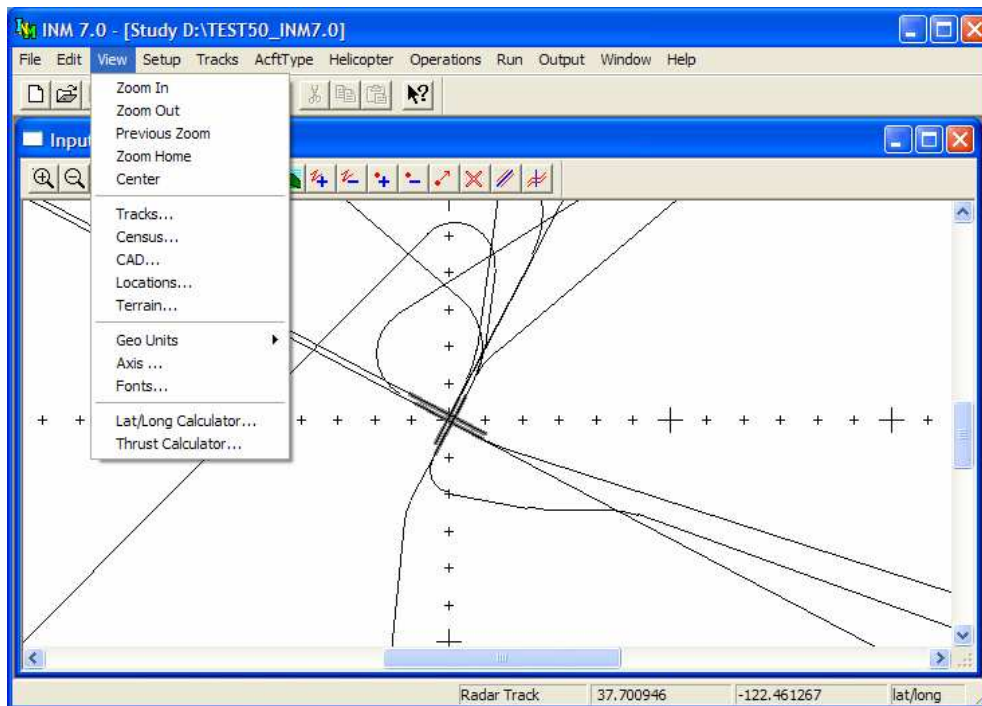 INM 7.0 - [Study D:\TEST50_INM7.0]
File Edit View Setup Tracks AcftType Helicopter Operations Run Output Window Help
Zoom In
Zoom Out
Previous Zoom
Zoom Home
Center
Tracks...
Census...
CAD...
Locations...
Terrain...
Geo Units
Axis ...
Fonts...
Lat/Long Calculator...
Thrust Calculator...
Input
Radar Track 37.700946 -122.461267 lat/long